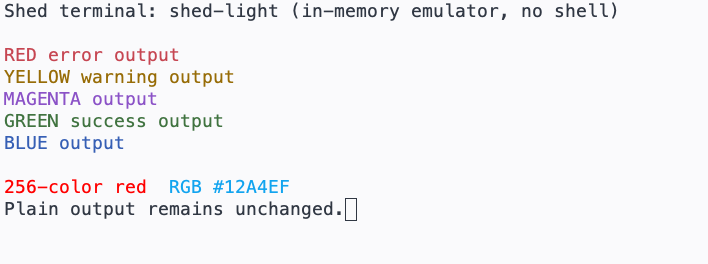 Shed terminal: shed-light (in-memory emulator, no shell)
RED error output
YELLOW warning output
MAGENTA output
GREEN success output
BLUE output
256-color red  RGB #12A4EF
Plain output remains unchanged.